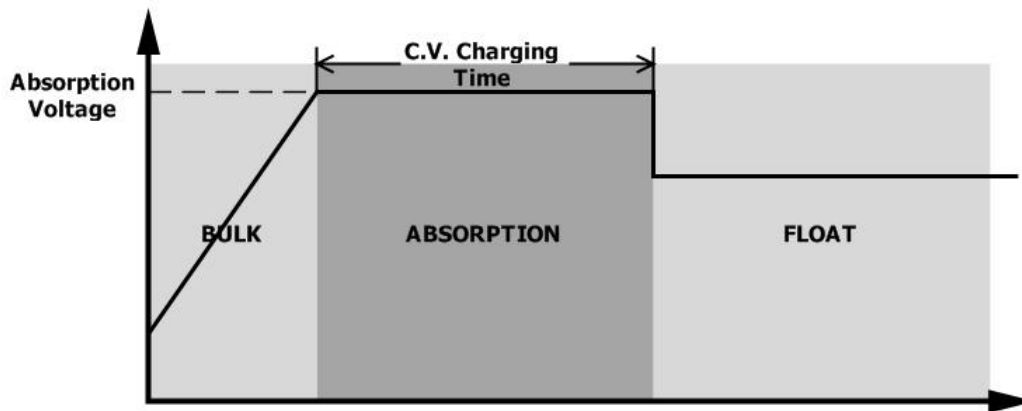 C.V. Charging
Time
Absorption
Voltage
BULK
ABSORPTION
FLOAT